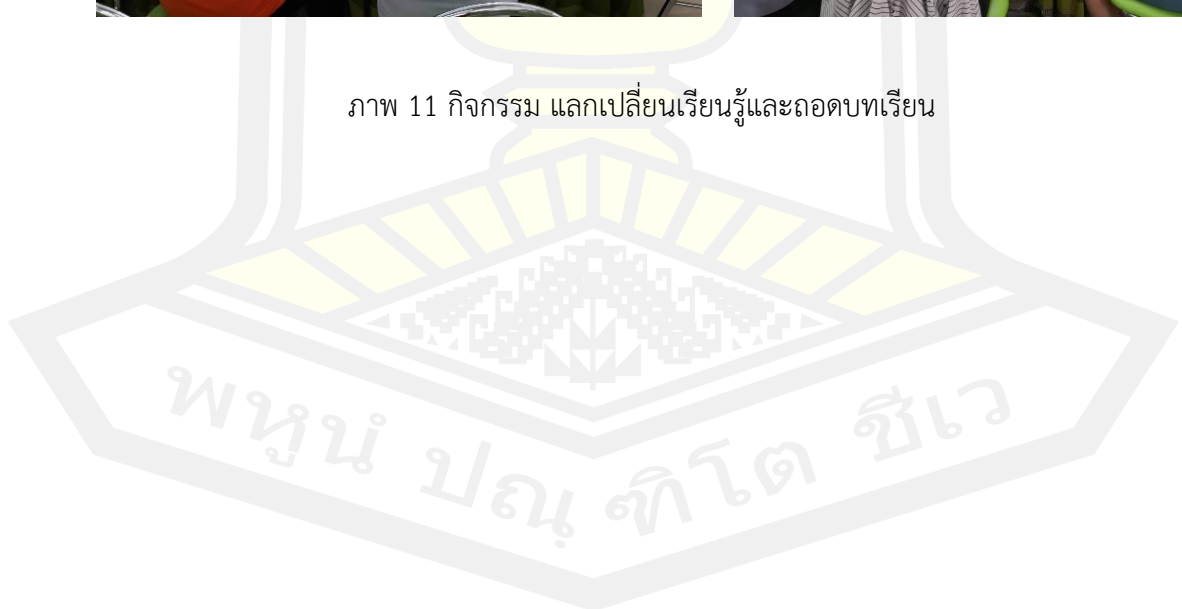 ภาพ 11 กิจกรรม แลกเปลี่ยนเรียนรู้และถอดบทเรียน
พหูนํ ปณฺฑิโต ชีเว